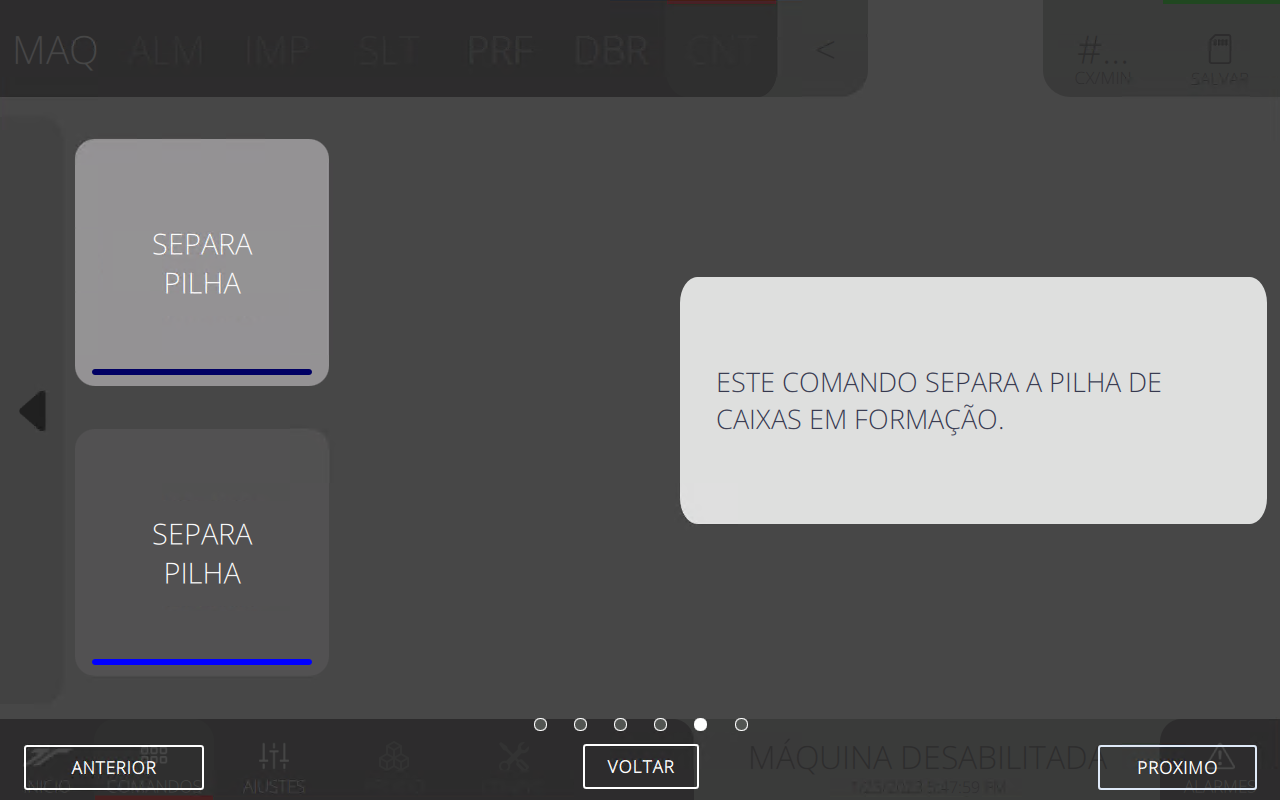 MAQ ALM IMP SLT PRF DBR CNT <
#...
CX/MIN SALVAR
SEPARA
PILHA
ESTE COMANDO SEPARA A PILHA DE
CAIXAS EM FORMAÇÃO.
SEPARA
PILHA
MÁQUINA DESABILITADA
ANTERIOR
VOLTAR
PROXIMO
INICIO COMANDOS AJUSTES
1/23/2023 5:47:50 PM
ALARMES